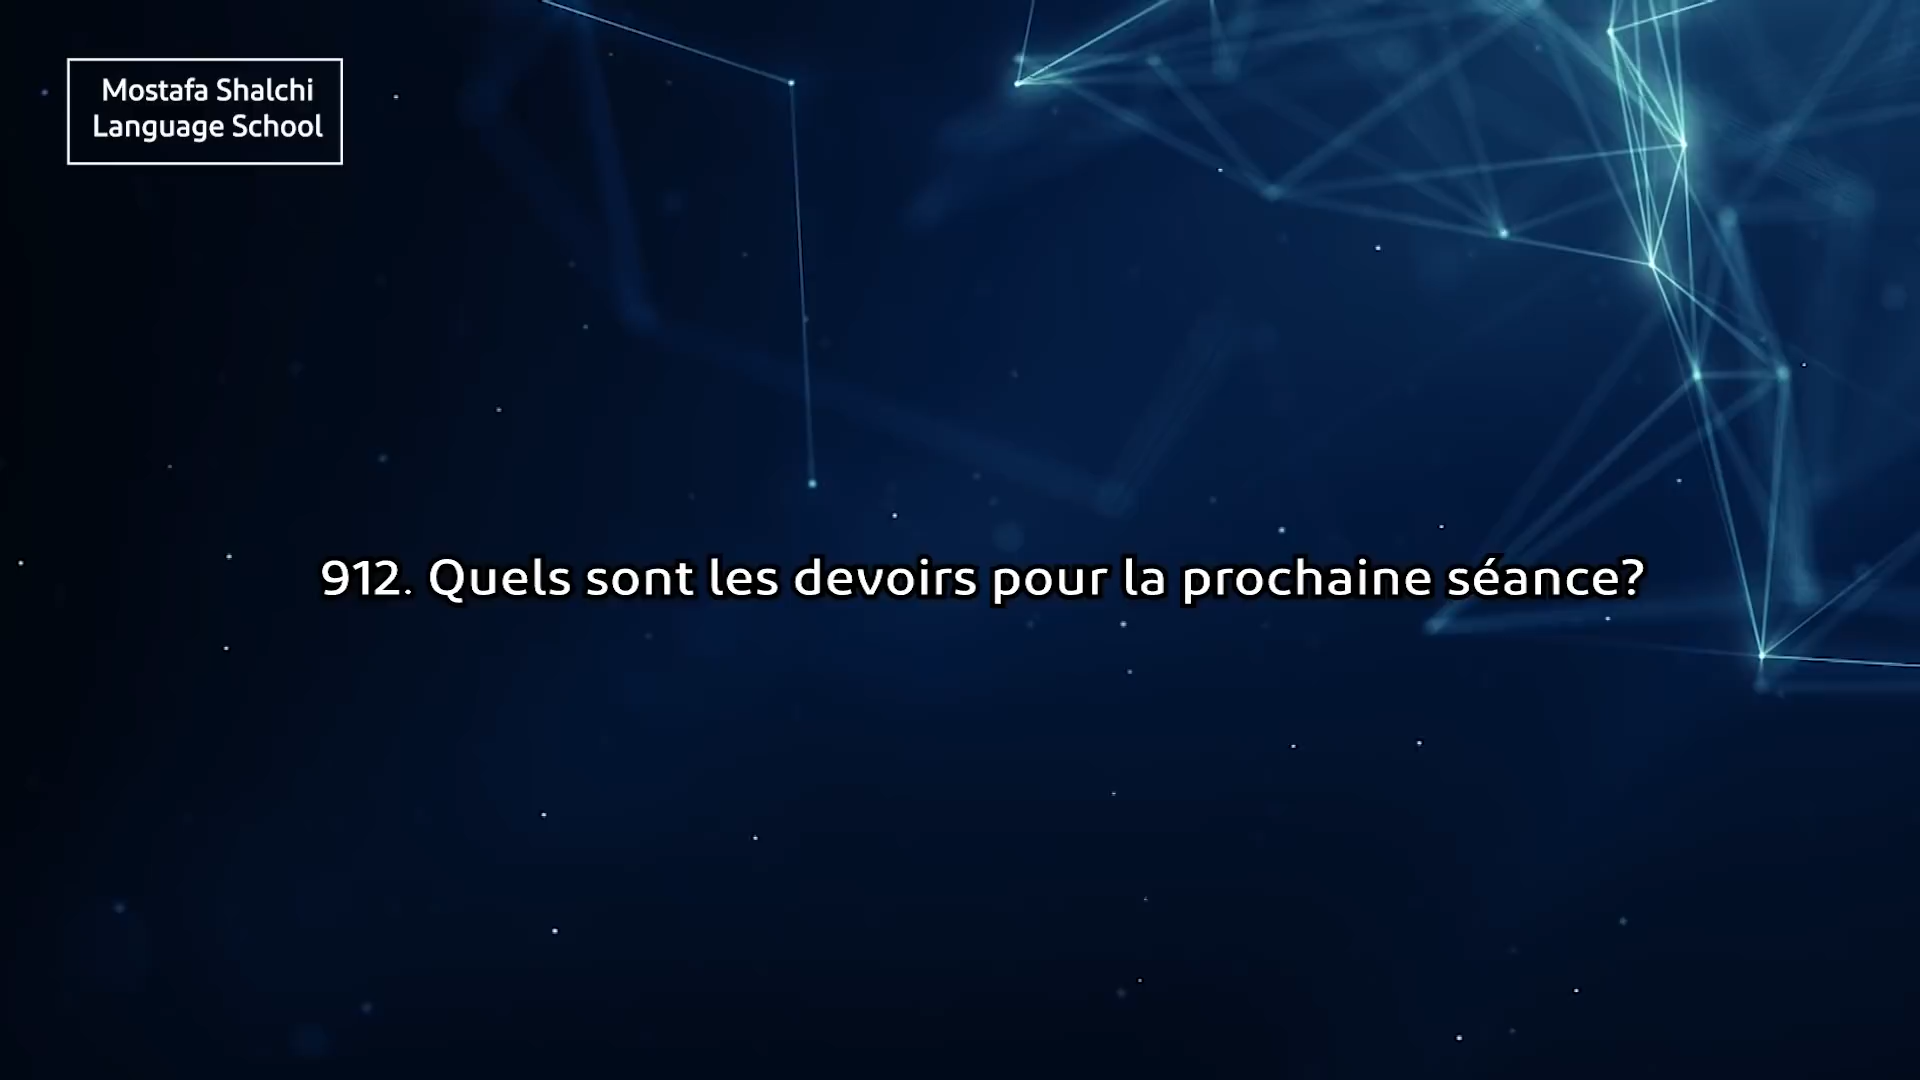 Mostafa Shalchi
Language School
912. Quels sont les devoirs pour la prochaine séance?